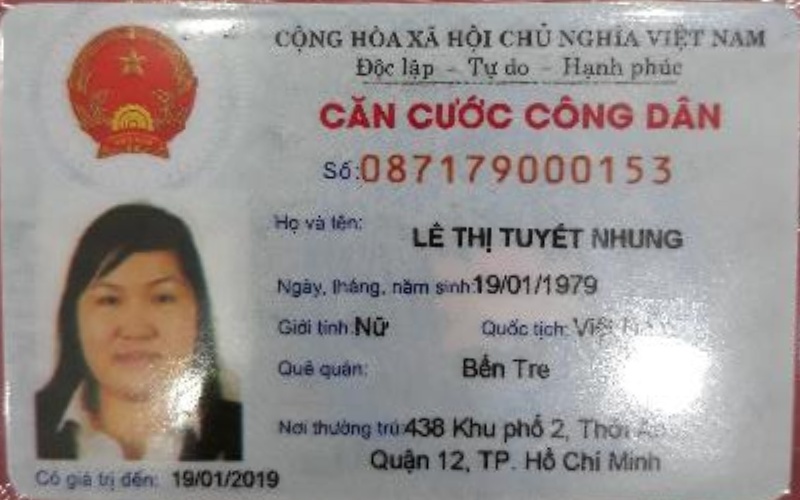 CỘNG HÒA XÃ HỘI CHỦ NGHĨA VIỆT NAM
Độc lập - Tự do - Hạnh phúc
CĂN CƯỚC CÔNG DÂN
Số: 087179000153
Họ và tên: LÊ THỊ TUYẾT NHUNG
Ngày, tháng, năm sinh: 19/01/1979
Giới tính: Nữ Quốc tịch: Việt
Quê quán: Bến Tre
Nơi thường trú: 438 Khu phố 2, Thới
Quận 12, TP. Hồ Chí Minh
Có giá trị đến: 19/01/2019